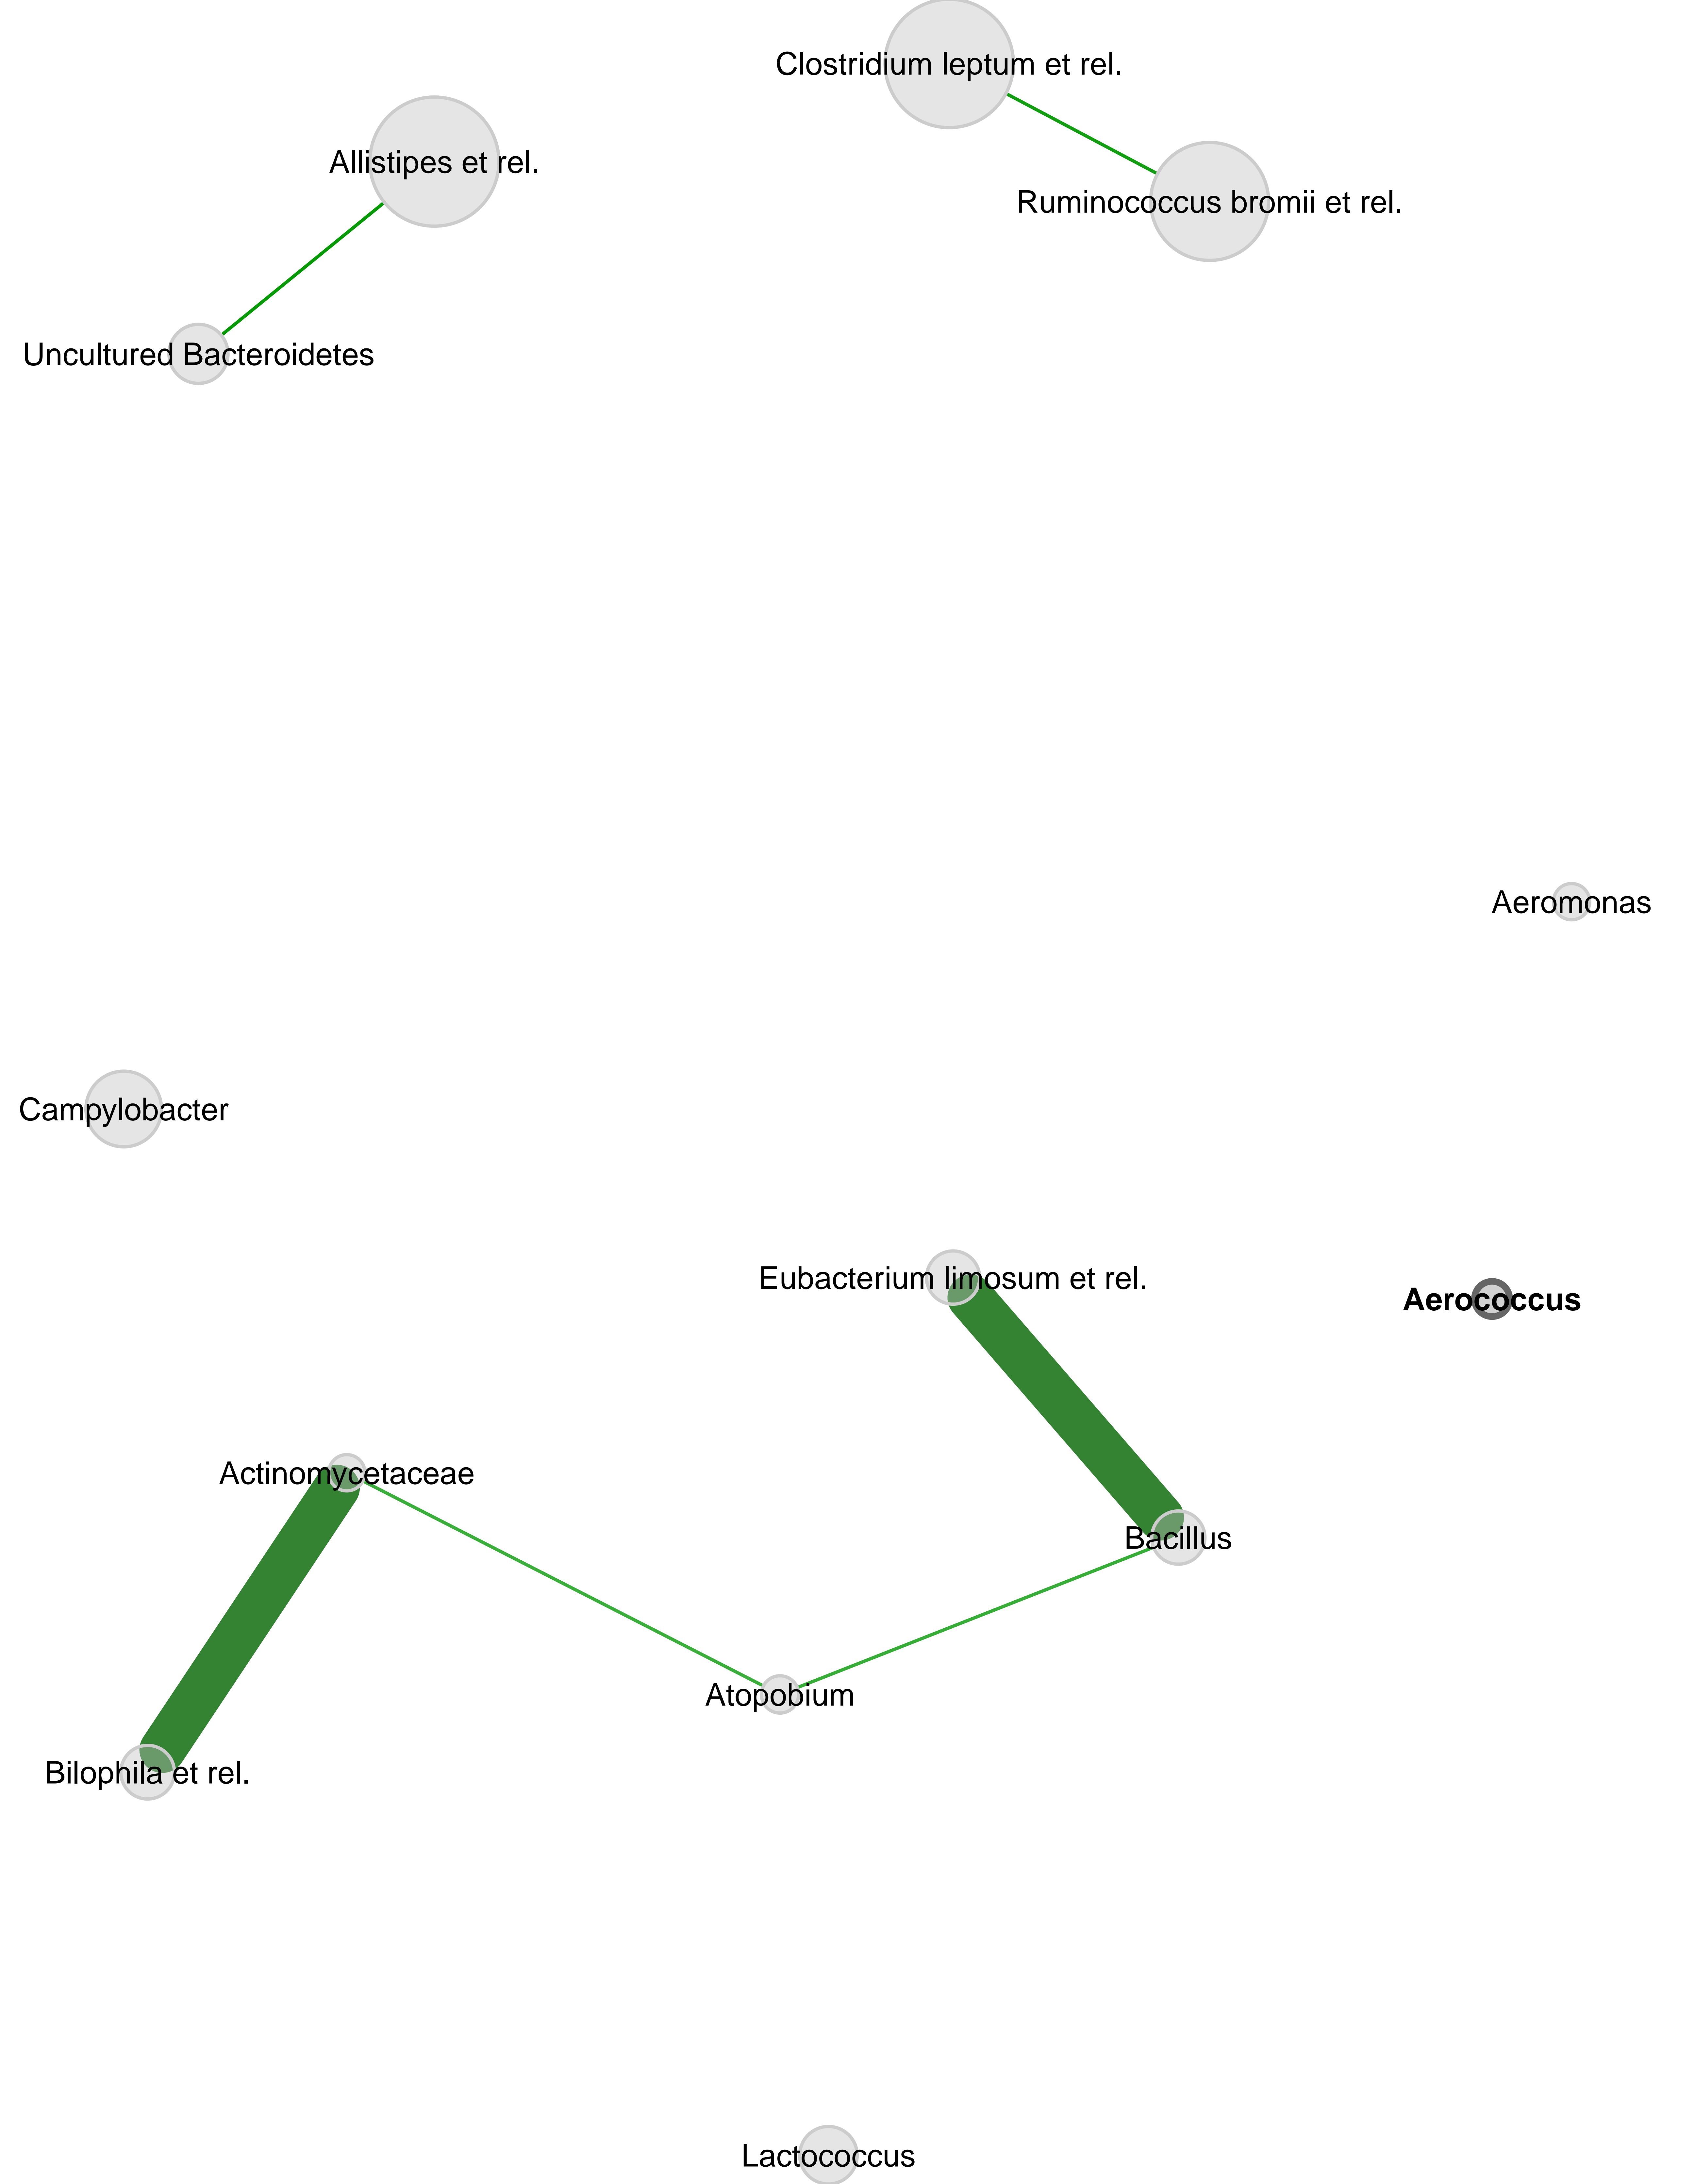 Clostridium leptum et rel.
Allistipes et rel.
Ruminococcus bromii et rel.
Uncultured Bacteroidetes
Aeromonas
Campylobacter
Eubacterium limosum et rel.
Aerococcus
Actinomycetaceae
Bacillus
Atopobium
Bilophila et rel.
Lactococcus